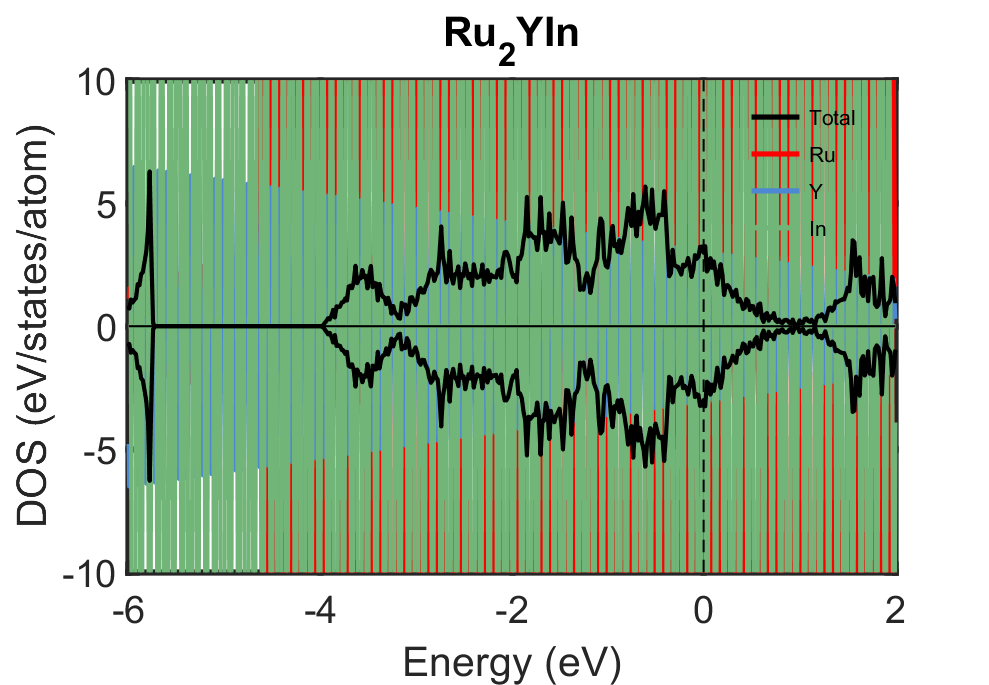 Ru2YIn
10
5
0
-5
-10
DOS (eV/states/atom)
Total
Ru
Y
In
-6 -4 -2 0 2
Energy (eV)